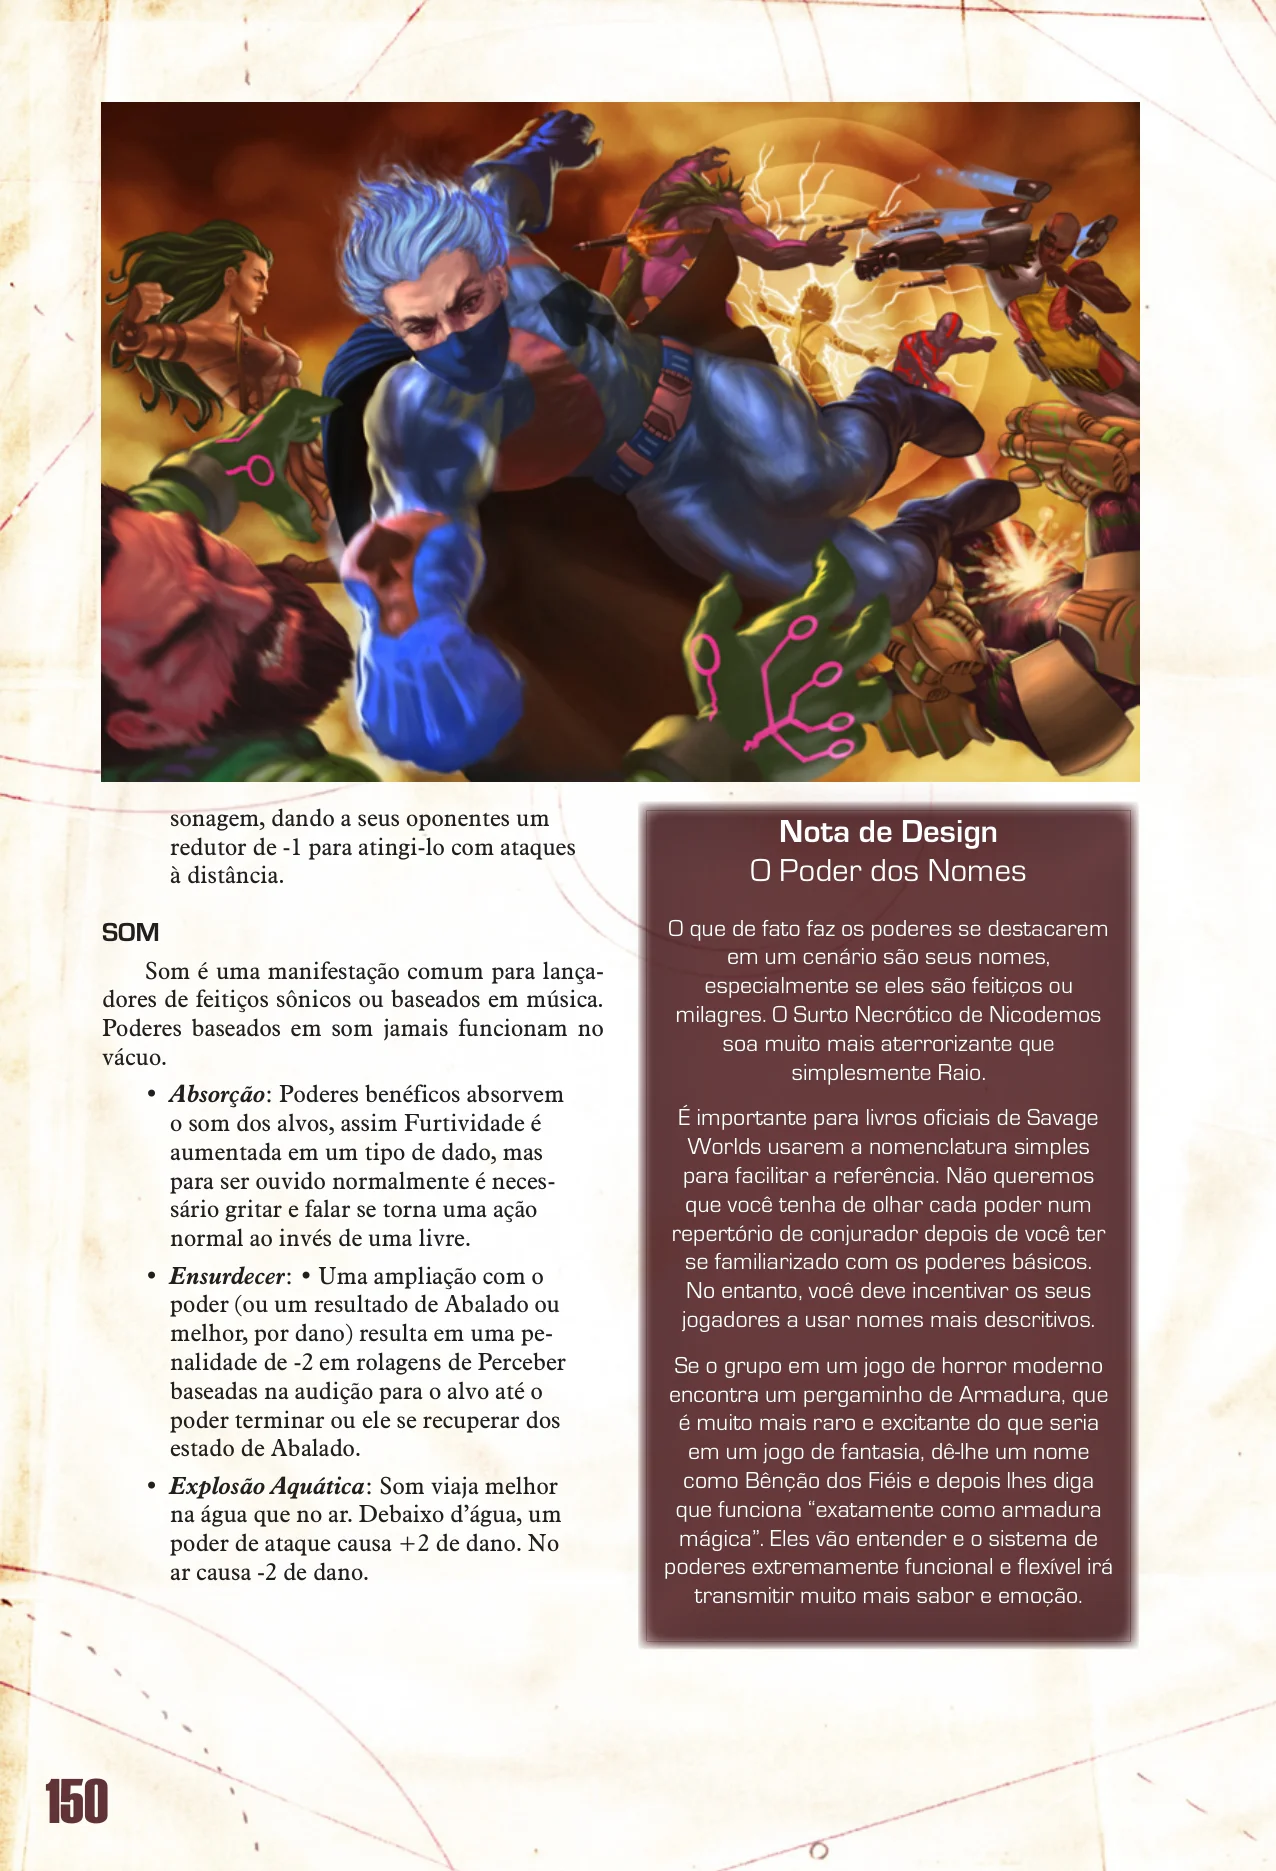 sonagem, dando a seus oponentes um
redutor de -1 para atingi-lo com ataques
à distância.
SOM
Som é uma manifestação comum para lança-
dores de feitiços sônicos ou baseados em música.
Poderes baseados em som jamais funcionam no
vácuo.
• Absorção: Poderes benéficos absorvem
o som dos alvos, assim Furtividade é
aumentada em um tipo de dado, mas
para ser ouvido normalmente é neces-
sário gritar e falar se torna uma ação
normal ao invés de uma livre.
• Ensurdecer: • Uma ampliação com o
poder (ou um resultado de Abalado ou
melhor, por dano) resulta em uma pe-
nalidade de -2 em rolagens de Perceber
baseadas na audição para o alvo até o
poder terminar ou ele se recuperar dos
estado de Abalado.
• Explosão Aquática: Som viaja melhor
na água que no ar. Debaixo d’água, um
poder de ataque causa +2 de dano. No
ar causa -2 de dano.
Nota de Design
O Poder dos Nomes
O que de fato faz os poderes se destacarem
em um cenário são seus nomes,
especialmente se eles são feitiços ou
milagres. O Surto Necrótico de Nicodemos
soa muito mais aterrorizante que
simplesmente Raio.
É importante para livros oficiais de Savage
Worlds usarem a nomenclatura simples
para facilitar a referência. Não queremos
que você tenha de olhar cada poder num
repertório de conjurador depois de você ter
se familiarizado com os poderes básicos.
No entanto, você deve incentivar os seus
jogadores a usar nomes mais descritivos.
Se o grupo em um jogo de horror moderno
encontra um pergaminho de Armadura, que
é muito mais raro e excitante do que seria
em um jogo de fantasia, dê-lhe um nome
como Bênção dos Fiéis e depois lhes diga
que funciona “exatamente como armadura
mágica”. Eles vão entender e o sistema de
poderes extremamente funcional e flexível irá
transmitir muito mais sabor e emoção.
150